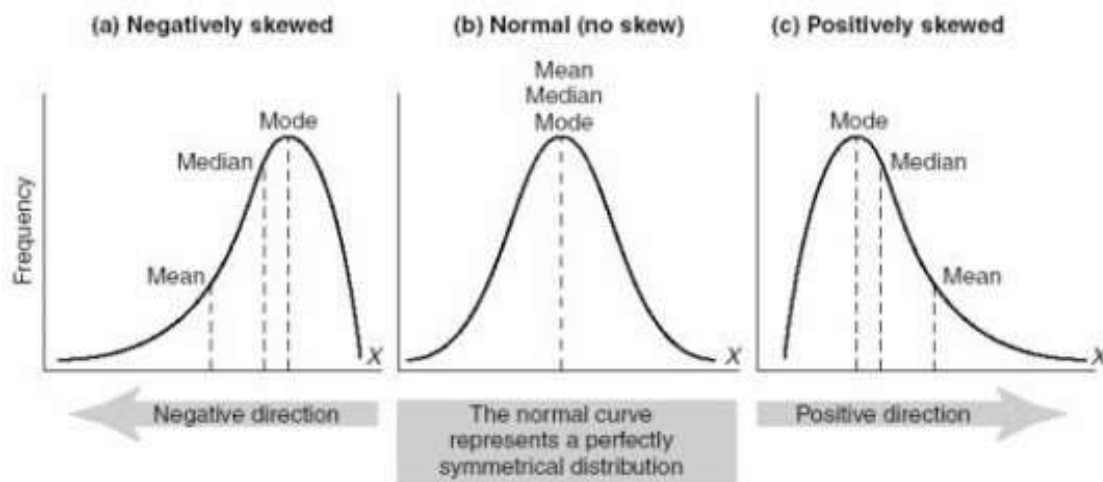 (a) Negatively skewed
(b) Normal (no skew)
(c) Positively skewed
Frequency
Mode
Median
Mean
X
Mean
Median
Mode
X
Mode
Median
Mean
X
Negative direction
The normal curve
represents a perfectly
symmetrical distribution
Positive direction